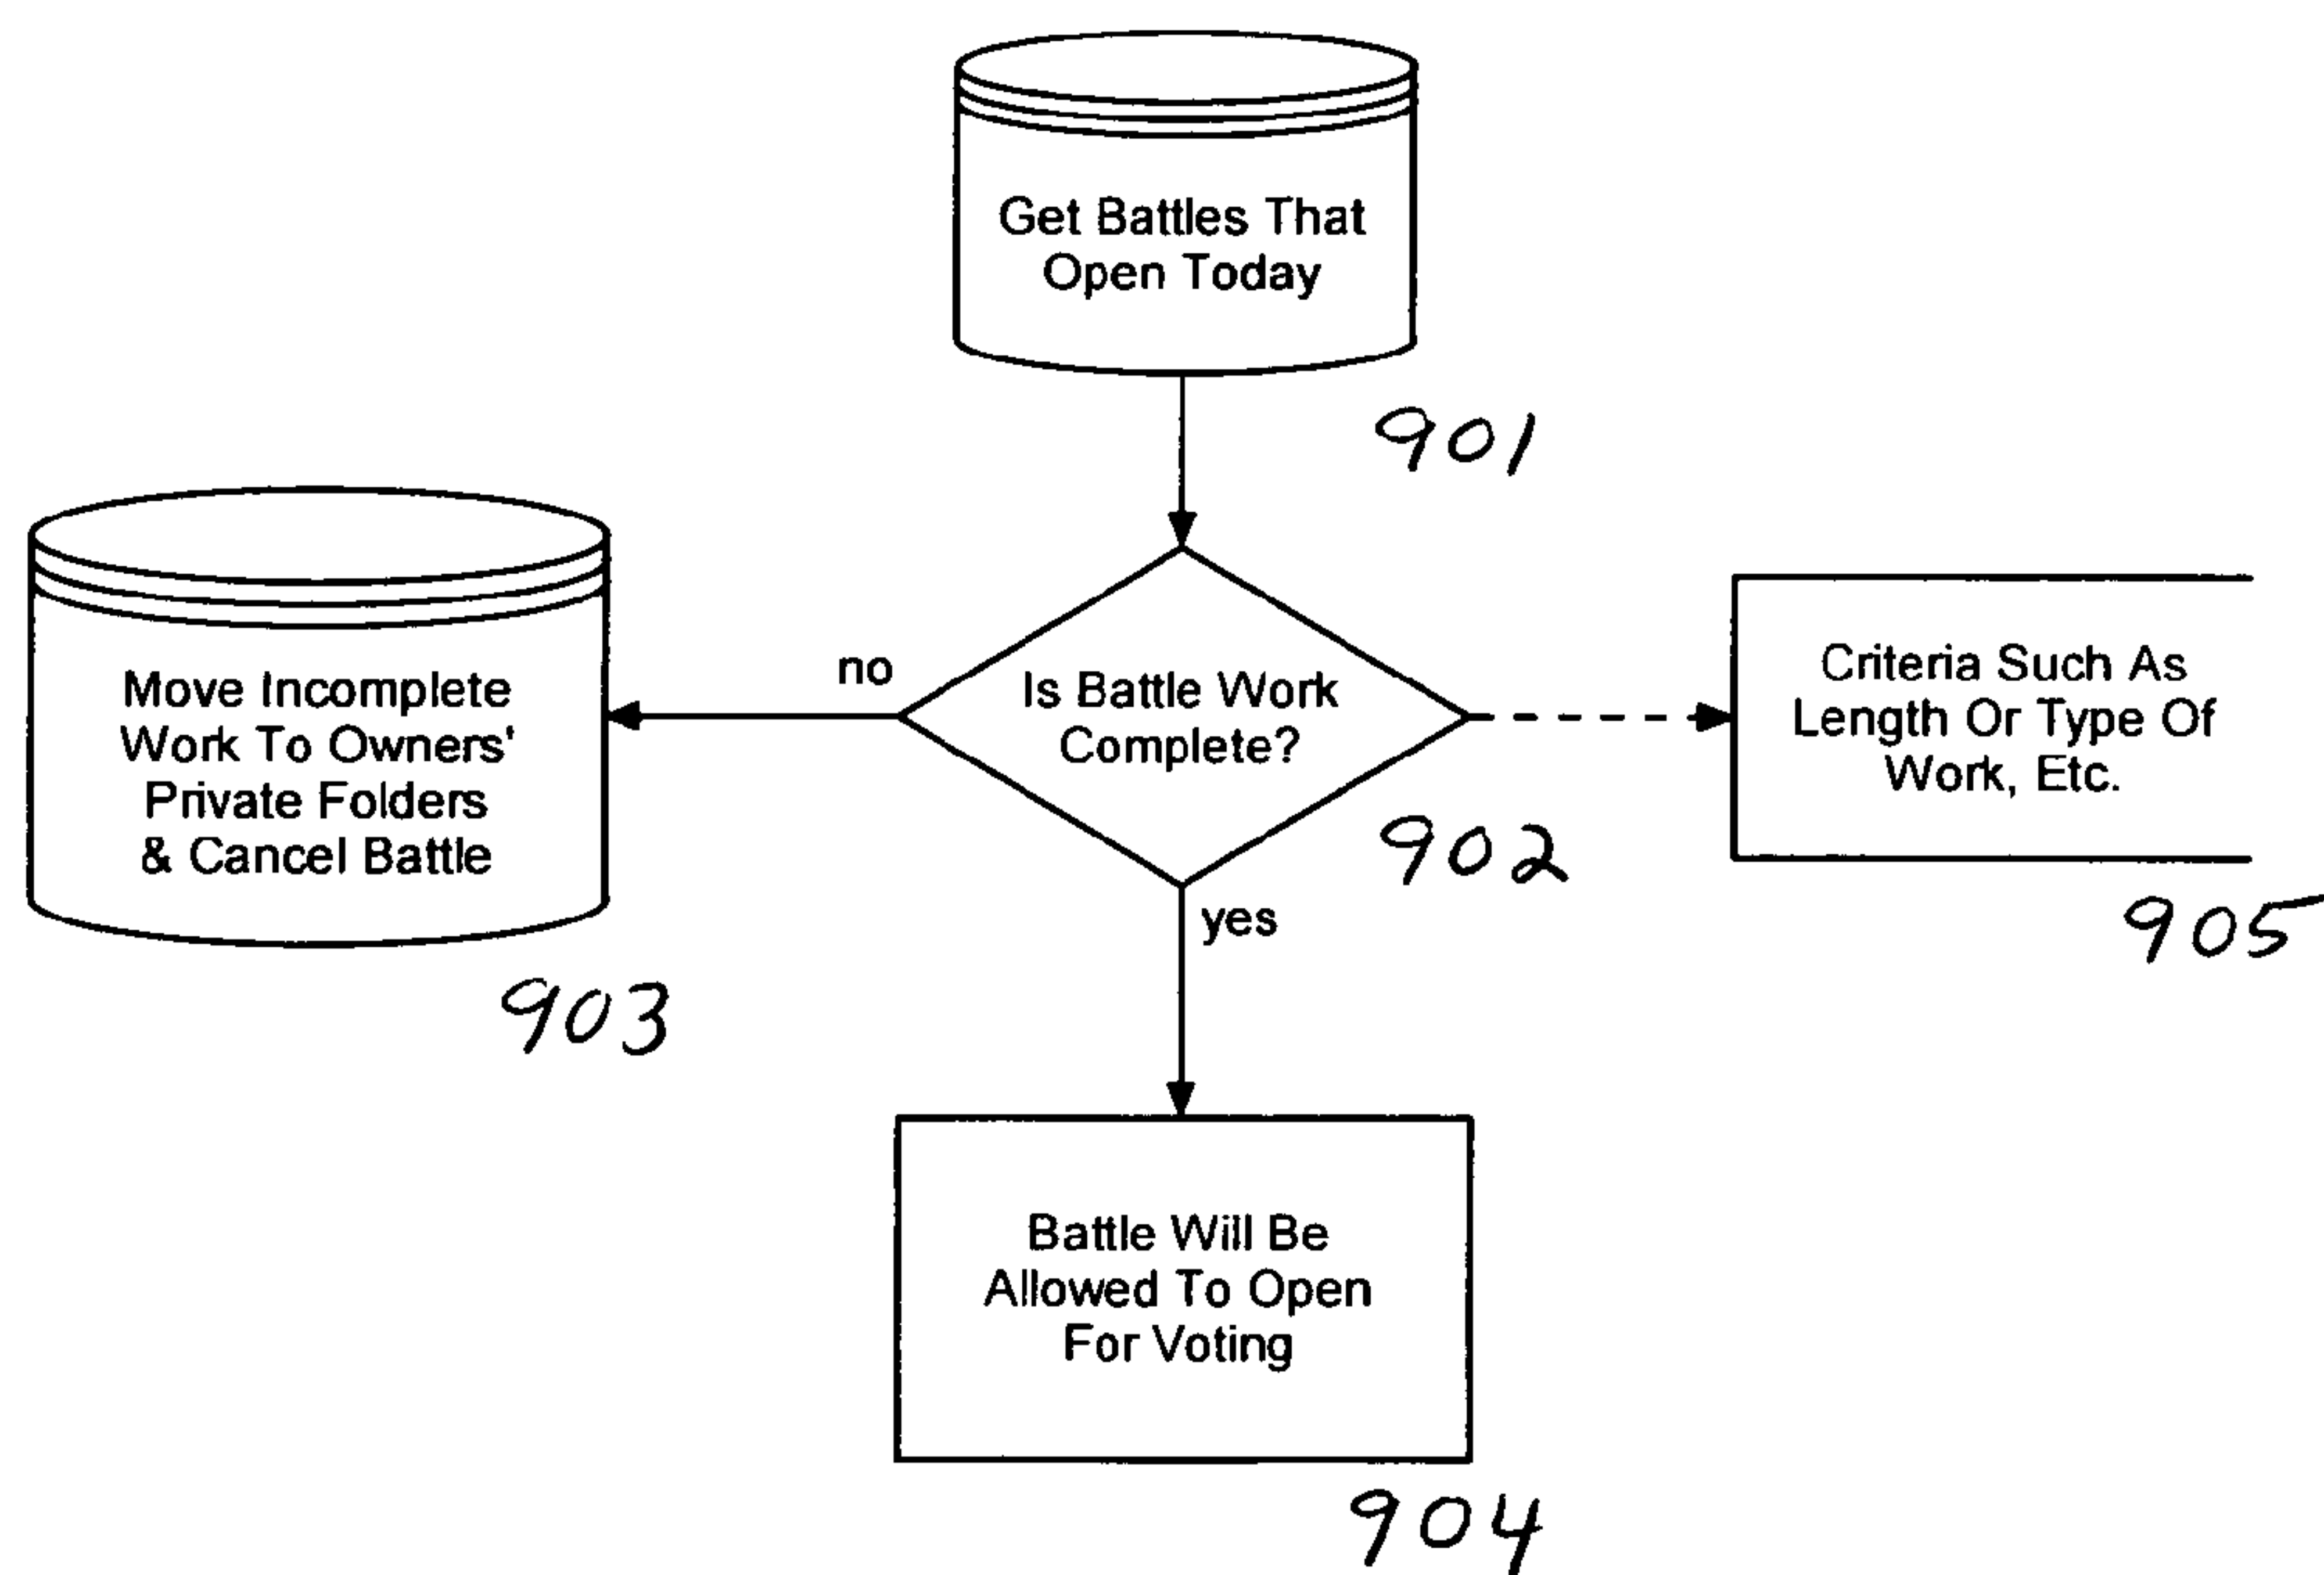 Get Battles That
Open Today
901
no
Is Battle Work
Complete?
902
Move Incomplete
Work To Owners'
Private Folders
& Cancel Battle
903
Criteria Such As
Length Or Type Of
Work, Etc.
905
yes
Battle Will Be
Allowed To Open
For Voting
904